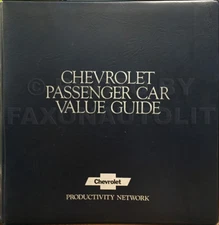 CHEVROLET
PASSENGER CAR
VALUE GUIDE
Chevrolet
PRODUCTIVITY NETWORK